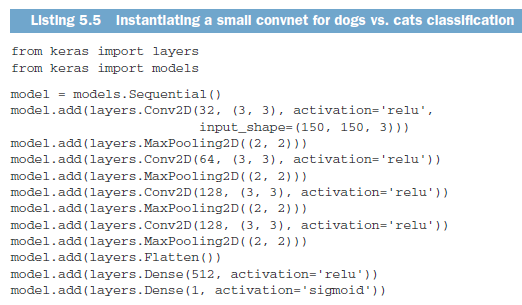 Listing 5.5 Instantiating a small convnet for dogs vs. cats classification
from keras import layers
from keras import models
model = models.Sequential()
model.add(layers.Conv2D(32, (3, 3), activation='relu',
input_shape=(150, 150, 3)))
model.add(layers.MaxPooling2D((2, 2)))
model.add(layers.Conv2D(64, (3, 3), activation='relu'))
model.add(layers.MaxPooling2D((2, 2)))
model.add(layers.Conv2D(128, (3, 3), activation='relu'))
model.add(layers.MaxPooling2D((2, 2)))
model.add(layers.Conv2D(128, (3, 3), activation='relu'))
model.add(layers.MaxPooling2D((2, 2)))
model.add(layers.Flatten())
model.add(layers.Dense(512, activation='relu'))
model.add(layers.Dense(1, activation='sigmoid'))